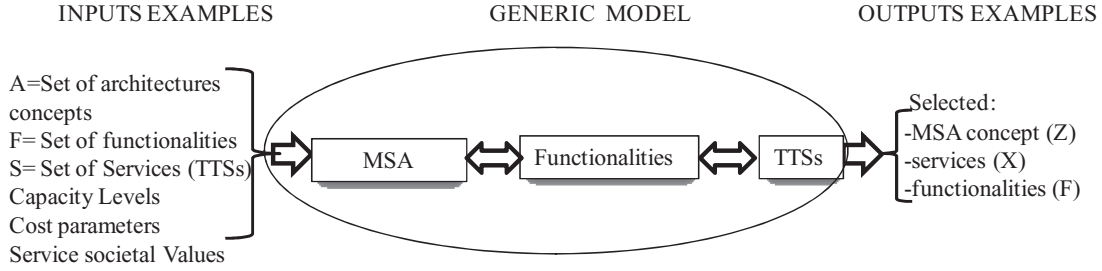 INPUTS EXAMPLES
GENERIC MODEL
OUTPUTS EXAMPLES
A=Set of architectures
concepts
F= Set of functionalities
S= Set of Services (TTSs)
Capacity Levels
Cost parameters
Service societal Values
MSA
Functionalities
TTSs
Selected:
-MSA concept (Z)
-services (X)
-functionalities (F)